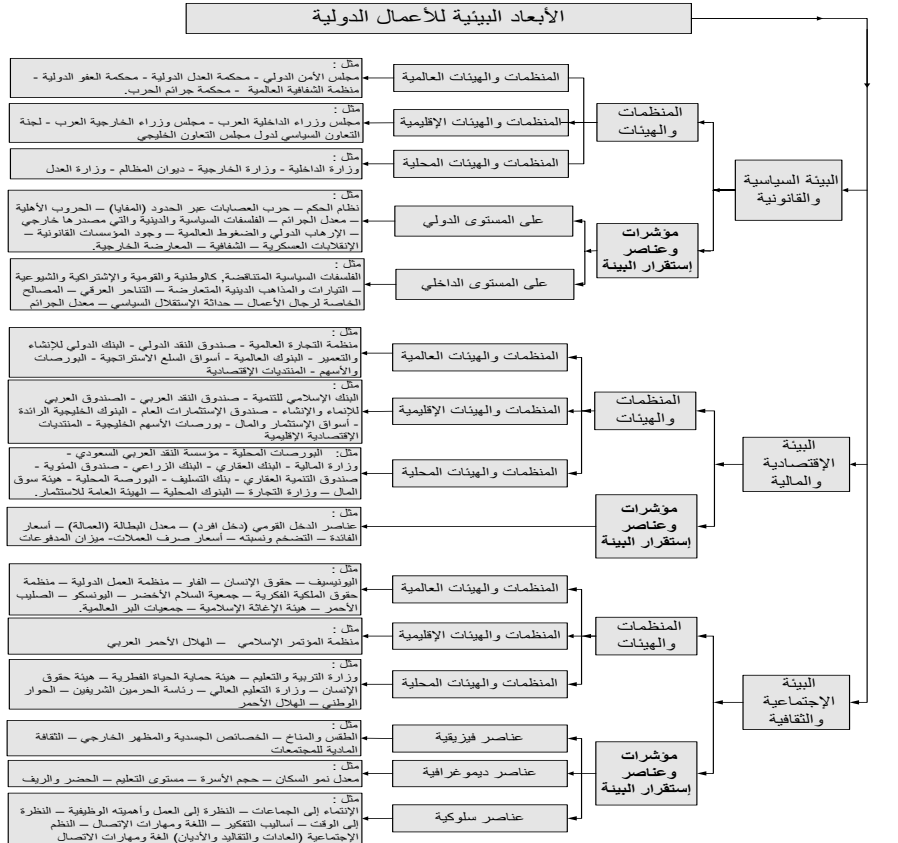 الأبعاد البيئية للأعمال الدولية
البيئة السياسية
والقانونية
المنظمات
والهيئات
المنظمات والهيئات العالمية
مثل :
مجلس الأمن الدولي - محكمة العدل الدولية - محكمة العفو الدولية -
منظمة الشفافية العالمية - محكمة جرائم الحرب.
المنظمات والهيئات الإقليمية
مثل :
مجلس وزراء الداخلية العرب - مجلس وزراء الخارجية العرب - لجنة
التعاون السياسي لدول مجلس التعاون الخليجي
المنظمات والهيئات المحلية
مثل :
وزارة الداخلية - وزارة الخارجية - ديوان المظالم - وزارة العدل
مؤشرات
وعناصر
إستقرار البيئة
على المستوى الدولي
مثل :
نظام الحكم – حرب العصابات عبر الحدود (المفايا) – الحروب الأهلية
– معدل الجرائم – الفلسفات السياسية والدينية والتي مصدرها خارجي
– الإرهاب الدولي والضغوط العالمية – وجود المؤسسات القانونية –
الإنقلابات العسكرية – الشفافية – المعارضة الخارجية.
على المستوى الداخلي
مثل :
الفلسفات السياسية المتناقضة. كالوطنية والقومية والإشتراكية والشيوعية
– التيارات والمذاهب الدينية المتعارضة – التناحر العرقي – المصالح
الخاصة لرجال الأعمال – حداثة الإستقلال السياسي – معدل الجرائم
البيئة
الإقتصادية
والمالية
المنظمات
والهيئات
المنظمات والهيئات العالمية
مثل :
منظمة التجارة العالمية - صندوق النقد الدولي - البنك الدولي للإنشاء
والتعمير - البنوك العالمية - أسواق السلع الاستراتجية - البورصات
والأسهم - المنتديات الإقتصادية
المنظمات والهيئات الإقليمية
مثل :
البنك الإسلامي للتنمية - صندوق النقد العربي - الصندوق العربي
للإنماء والإنشاء - صندوق الإستثمارات العام - البنوك الخليجية الرائدة
- أسواق الإستثمار والمال - بورصات الأسهم الخليجية - المنتديات
الإقتصادية الإقليمية
المنظمات والهيئات المحلية
مثل: البورصات المحلية - مؤسسة النقد العربي السعودي -
وزارة المالية - البنك العقاري - البنك الزراعي - صندوق المئوية -
صندوق التنمية العقاري - بنك التسليف - البورصة المحلية - هيئة سوق
المال - وزارة التجارة – البنوك المحلية - الهيئة العامة للاستثمار.
مؤشرات
وعناصر
إستقرار البيئة
مثل :
عناصر الدخل القومي (دخل افرد) – معدل البطالة (العمالة) – أسعار
الفائدة – التضخم ونسبته – أسعار صرف العملات- ميزان المدفوعات
البيئة
الإجتماعية
والثقافية
المنظمات
والهيئات
المنظمات والهيئات العالمية
مثل :
اليونيسيف – حقوق الإنسان – الفاو – منظمة العمل الدولية – منظمة
حقوق الملكية الفكرية – جمعية السلام الأخضر – اليونسكو – الصليب
الأحمر – هيئة الإغاثة الإسلامية – جمعيات البر العالمية.
المنظمات والهيئات الإقليمية
مثل :
منظمة المؤتمر الإسلامي – الهلال الأحمر العربي
المنظمات والهيئات المحلية
مثل :
وزارة التربية والتعليم – هيئة حماية الحياة الفطرية – هيئة حقوق
الإنسان – وزارة التعليم العالي – رئاسة الحرمين الشريفين – الحوار
الوطني – الهلال الأحمر
مؤشرات
وعناصر
إستقرار البيئة
عناصر فيزيقية
مثل :
الطقس والمناخ – الخصائص الجسدية والمظهر الخارجي – الثقافة
المادية للمجتمعات
عناصر ديموغرافية
مثل :
معدل نمو السكان – حجم الأسرة – مستوى التعليم – الحضر والريف
عناصر سلوكية
مثل :
الإنتماء إلى الجماعات – النظرة إلى العمل وأهميته الوظيفية – النظرة
إلى الوقت – أساليب التفكير – اللغة ومهارات الإتصال – النظم
الإجتماعية (العادات والتقاليد والأديان) الغة ومهارات الاتصال